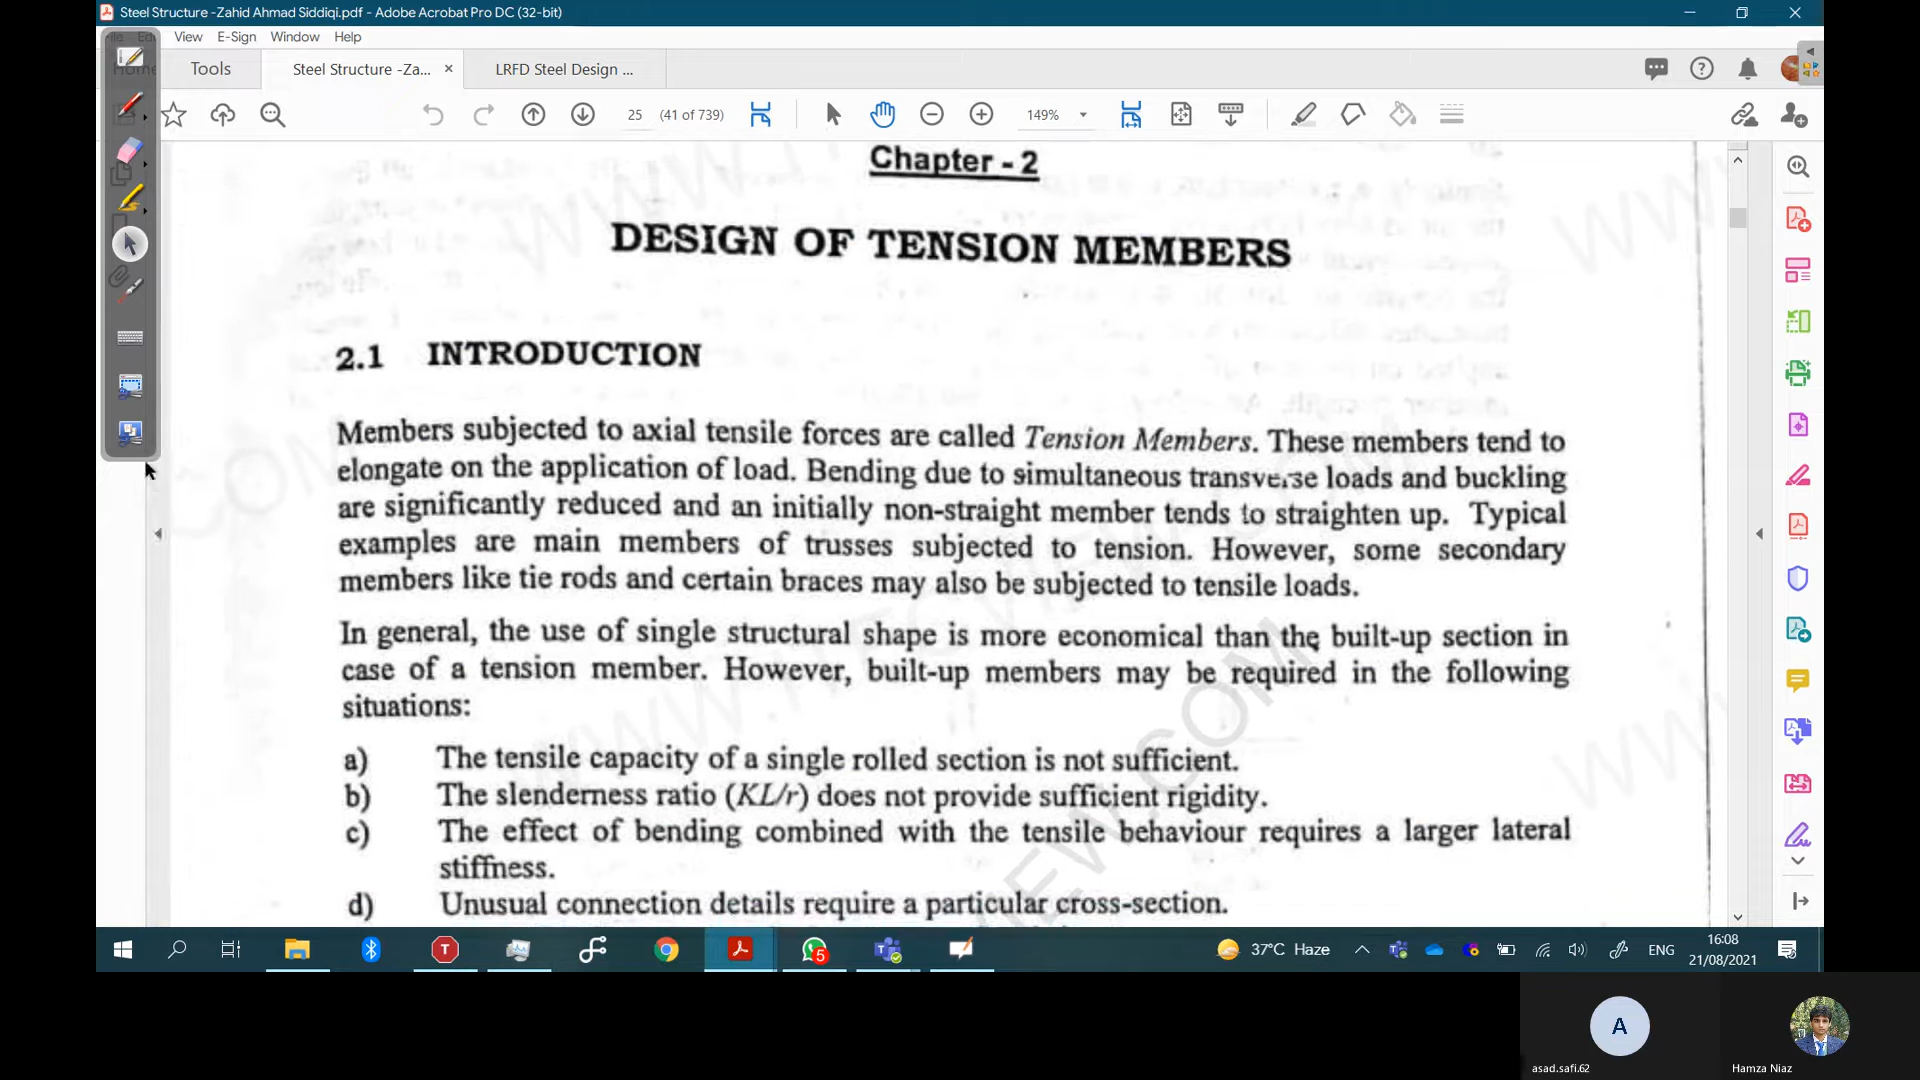 Steel Structure -Zahid Ahmad Siddiqi.pdf - Adobe Acrobat Pro DC (32-bit)
View E-Sign Window Help
Tools Steel Structure -Za... × LRFD Steel Design ...
25 (41 of 739) 149%
Chapter - 2
DESIGN OF TENSION MEMBERS
2.1 INTRODUCTION
Members subjected to axial tensile forces are called Tension Members. These members tend to
elongate on the application of load. Bending due to simultaneous transverse loads and buckling
are significantly reduced and an initially non-straight member tends to straighten up. Typical
examples are main members of trusses subjected to tension. However, some secondary
members like tie rods and certain braces may also be subjected to tensile loads.
In general, the use of single structural shape is more economical than the built-up section in
case of a tension member. However, built-up members may be required in the following
situations:
a) The tensile capacity of a single rolled section is not sufficient.
b) The slenderness ratio (KL/r) does not provide sufficient rigidity.
c) The effect of bending combined with the tensile behaviour requires a larger lateral
stiffness.
d) Unusual connection details require a particular cross-section.
T 5 37°C Haze ENG 16:08
21/08/2021
A
asad.safi.62 Hamza Niaz